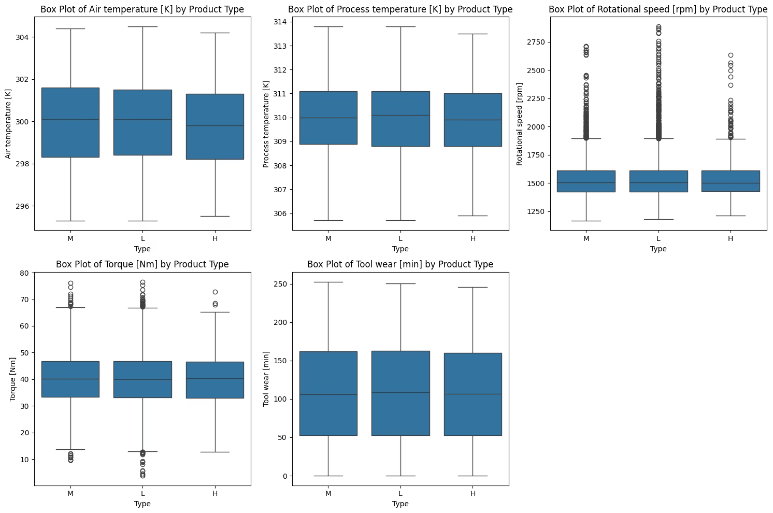 Box Plot of Air temperature [K] by Product Type
304
302
300
298
296
Air temperature [K]
M L H
Type
Box Plot of Process temperature [K] by Product Type
314
313
312
311
310
309
308
307
306
Process temperature [K]
M L H
Type
Box Plot of Rotational speed [rpm] by Product Type
2750
2500
2250
2000
1750
1500
1250
Rotational speed [rpm]
M L H
Type
Box Plot of Torque [Nm] by Product Type
80
70
60
50
40
30
20
10
Torque [Nm]
M L H
Type
Box Plot of Tool wear [min] by Product Type
250
200
150
100
50
0
Tool wear [min]
M L H
Type